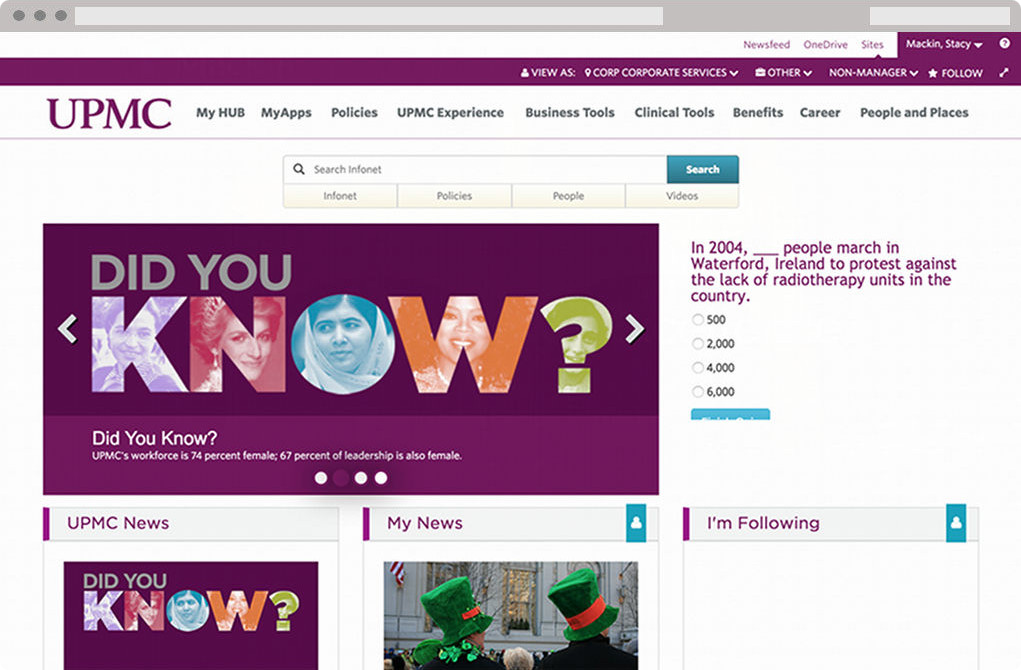 Newsfeed OneDrive Sites Mackin, Stacy ?
VIEW AS: CORP CORPORATE SERVICES OTHER NON-MANAGER FOLLOW
UPMC My HUB MyApps Policies UPMC Experience Business Tools Clinical Tools Benefits Career People and Places
Search Infonet Search
Infonet Policies People Videos
DID YOU
KNOW?
Did You Know?
UPMC's workforce is 74 percent female; 67 percent of leadership is also female.
In 2004, ___ people march in
Waterford, Ireland to protest against
the lack of radiotherapy units in the
country.
500
2,000
4,000
6,000
UPMC News
My News
I'm Following
DID YOU
KNOW?